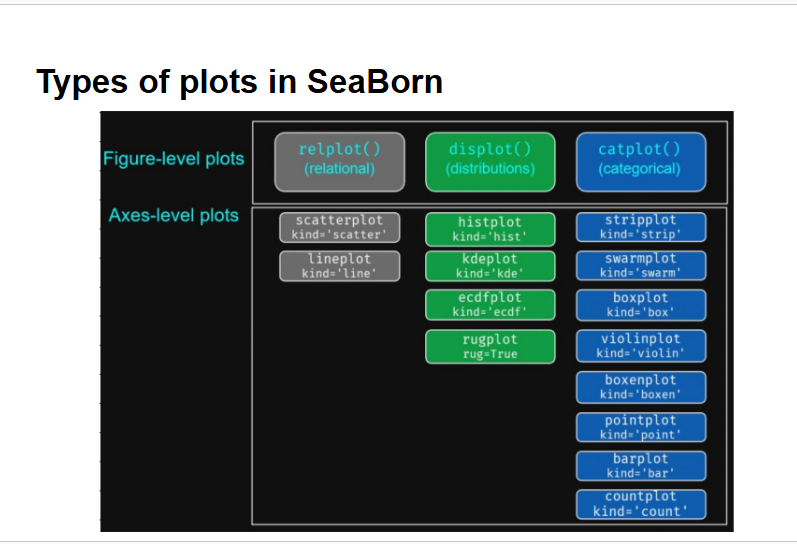 Types of plots in SeaBorn
Figure-level plots
relplot()
(relational)
displot()
(distributions)
catplot()
(categorical)
Axes-level plots
scatterplot
kind='scatter'
lineplot
kind='line'
histplot
kind='hist'
kdeplot
kind='kde'
ecdfplot
kind='ecdf'
rugplot
rug=True
stripplot
kind='strip'
swarmplot
kind='swarm'
boxplot
kind='box'
violinplot
kind='violin'
boxenplot
kind='boxen'
pointplot
kind='point'
barplot
kind='bar'
countplot
kind='count'